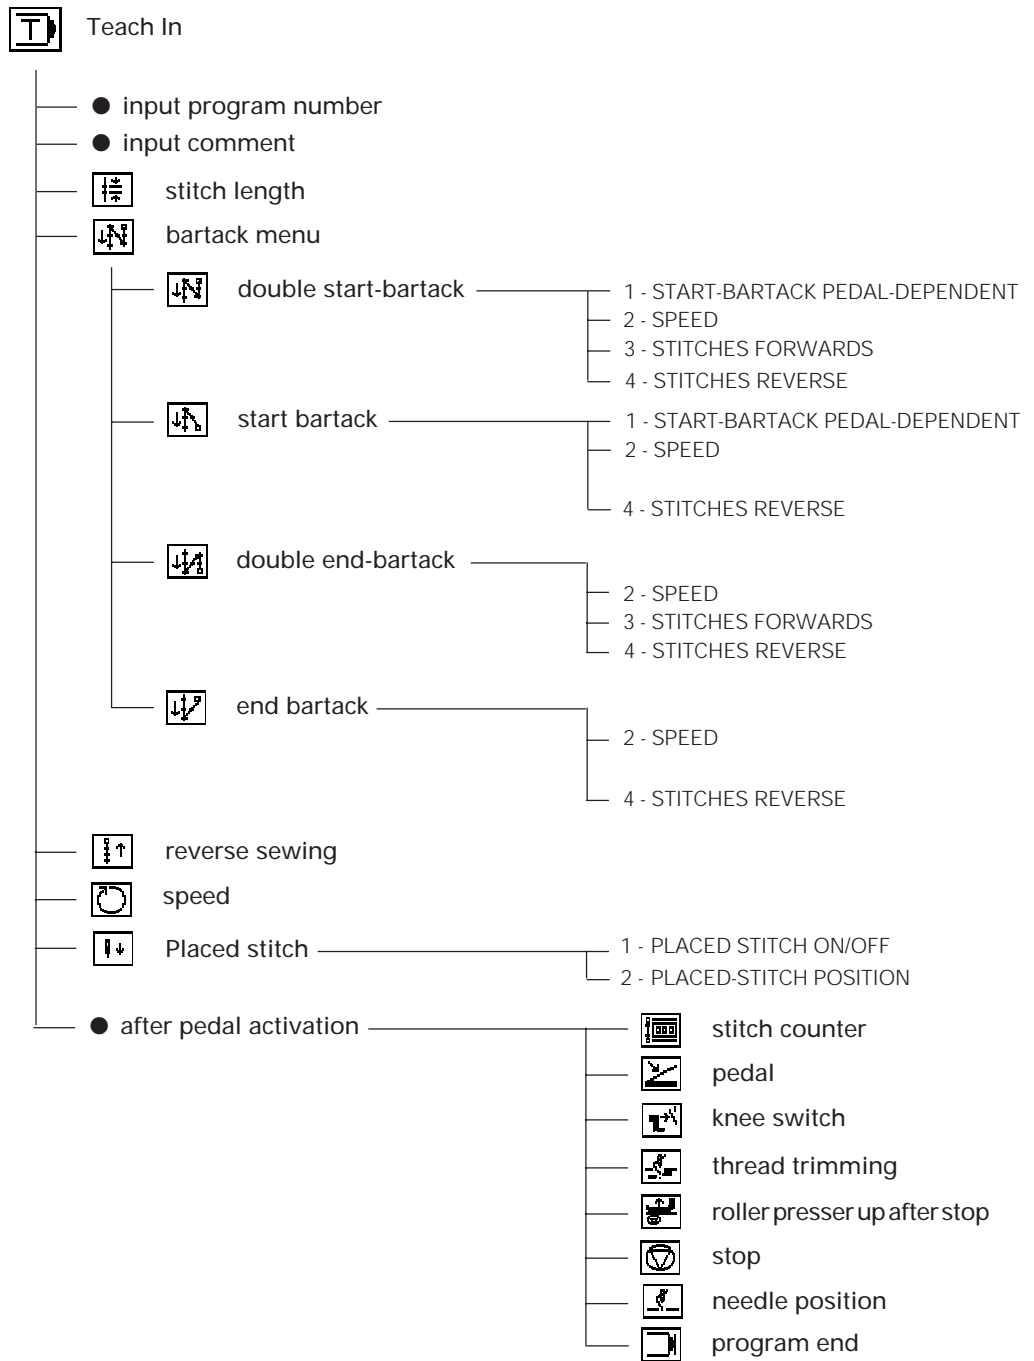 Teach In
● input program number
● input comment
stitch length
bartack menu
double start-bartack
1 - START-BARTACK PEDAL-DEPENDENT
2 - SPEED
3 - STITCHES FORWARDS
4 - STITCHES REVERSE
start bartack
1 - START-BARTACK PEDAL-DEPENDENT
2 - SPEED
4 - STITCHES REVERSE
double end-bartack
2 - SPEED
3 - STITCHES FORWARDS
4 - STITCHES REVERSE
end bartack
2 - SPEED
4 - STITCHES REVERSE
reverse sewing
speed
Placed stitch
1 - PLACED STITCH ON/OFF
2 - PLACED-STITCH POSITION
● after pedal activation
stitch counter
pedal
knee switch
thread trimming
roller presser up after stop
stop
needle position
program end